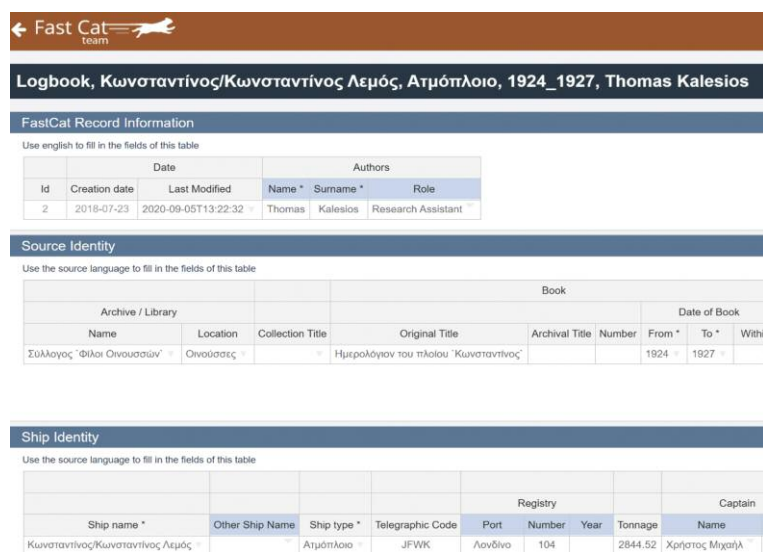 Fast Cat
team
Logbook, Κωνσταντίνος/Κωνσταντίνος Λεμός, Ατμόπλοιο, 1924_1927, Thomas Kalesios
FastCat Record Information
Use english to fill in the fields of this table
Date Authors
Id Creation date Last Modified Name * Surname * Role
2 2018-07-23 2020-09-05T13:22:32 Thomas Kalesios Research Assistant
Source Identity
Use the source language to fill in the fields of this table
Book
Archive / Library Date of Book
Name Location Collection Title Original Title Archival Title Number From * To * Withi
Σύλλογος ΄Φίλοι Οινουσσών΄ Οινούσσες Ημερολόγιον του πλοίου ΄Κωνσταντίνος΄ 1924 1927
Ship Identity
Use the source language to fill in the fields of this table
Registry Captain
Ship name * Other Ship Name Ship type * Telegraphic Code Port Number Year Tonnage Name
Κωνσταντίνος/Κωνσταντίνος Λεμός Ατμόπλοιο JFWK Λονδίνο 104 2844.52 Χρήστος Μιχαήλ